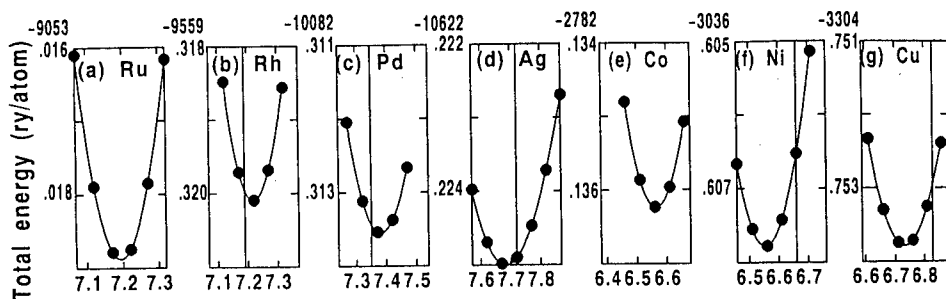 -9053 -9559 -10082 -10622 -2782 -3036 -3304
.016 .318 .311 .222 .134 .605 .751
(a) Ru (b) Rh (c) Pd (d) Ag (e) Co (f) Ni (g) Cu
.018 .320 .313 .224 .136 .607 .753
7.1 7.2 7.3 7.1 7.2 7.3 7.3 7.4 7.5 7.6 7.7 7.8 6.4 6.5 6.6 6.5 6.6 6.7 6.6 6.7 6.8
Total energy (ry/atom)